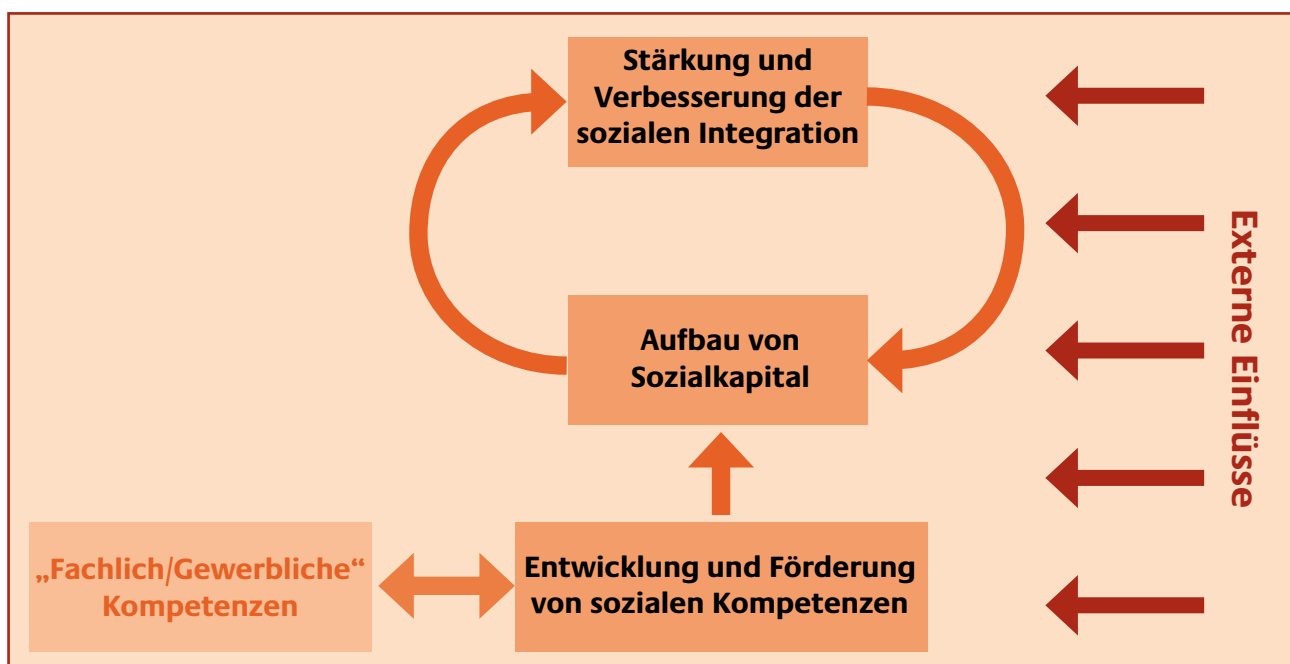 Stärkung und
Verbesserung der
sozialen Integration
Externe Einflüsse
Aufbau von
Sozialkapital
„Fachlich/Gewerbliche“
Kompetenzen
Entwicklung und Förderung
von sozialen Kompetenzen